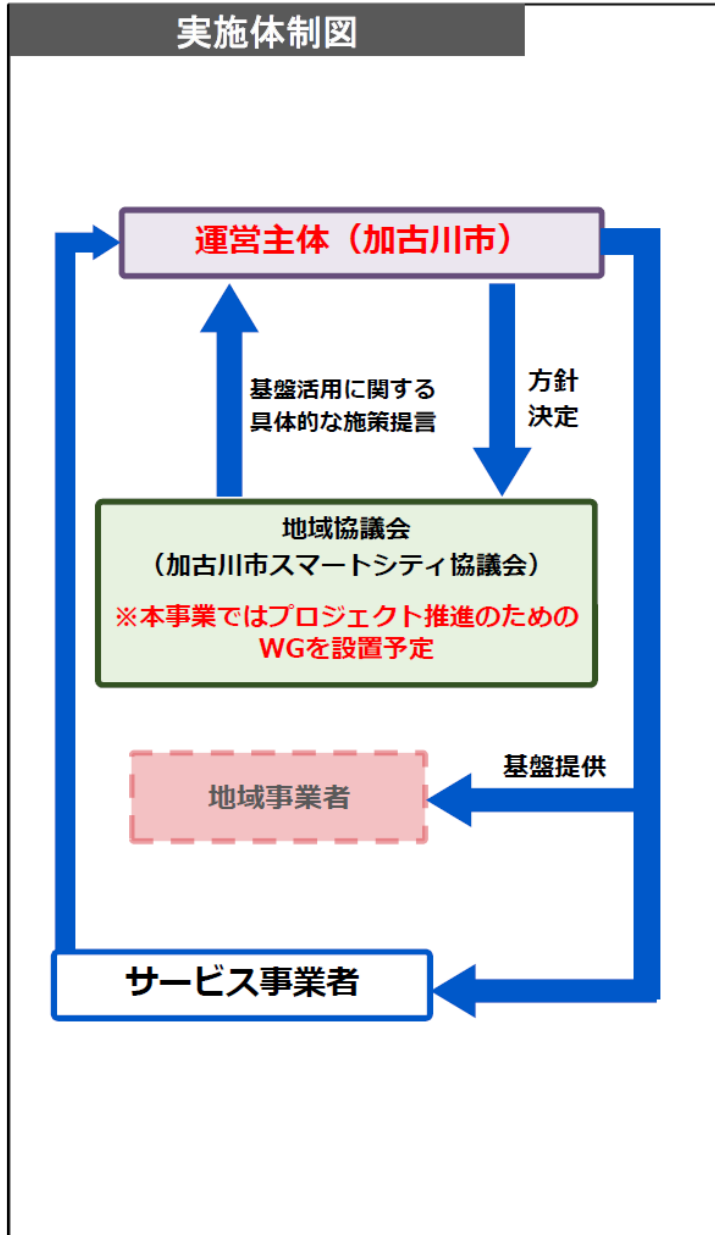 実施体制図
運営主体（加古川市）
基盤活用に関する
具体的な施策提言
方針
決定
地域協議会
（加古川市スマートシティ協議会）
※本事業ではプロジェクト推進のための
WGを設置予定
基盤提供
地域事業者
サービス事業者